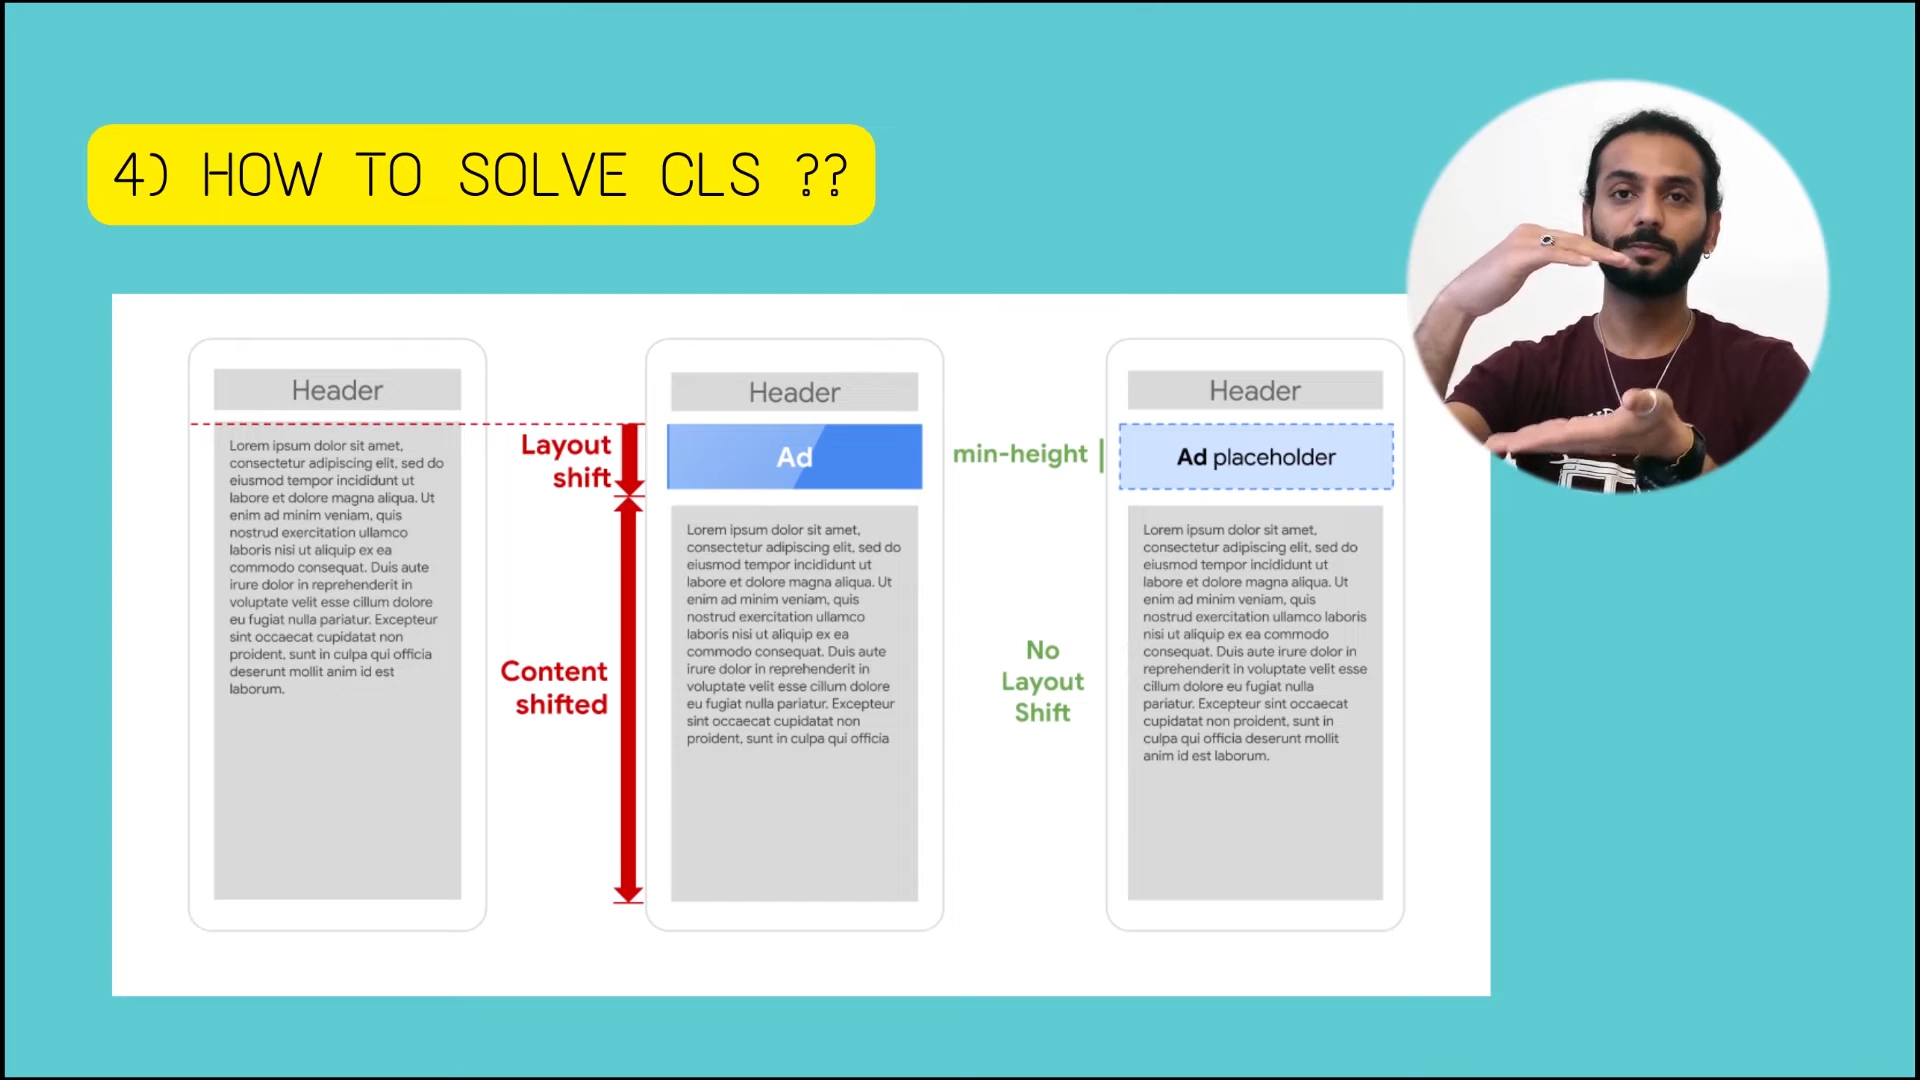 4) HOW TO SOLVE CLS ??
Header
Lorem ipsum dolor sit amet,
consectetur adipiscing elit, sed do
eiusmod tempor incididunt ut
labore et dolore magna aliqua. Ut
enim ad minim veniam, quis
nostrud exercitation ullamco
laboris nisi ut aliquip ex ea
commodo consequat. Duis aute
irure dolor in reprehenderit in
voluptate velit esse cillum dolore
eu fugiat nulla pariatur. Excepteur
sint occaecat cupidatat non
proident, sunt in culpa qui officia
deserunt mollit anim id est
laborum.
Layout
shift
Content
shifted
Header
Ad
Lorem ipsum dolor sit amet,
consectetur adipiscing elit, sed do
eiusmod tempor incididunt ut
labore et dolore magna aliqua. Ut
enim ad minim veniam, quis
nostrud exercitation ullamco
laboris nisi ut aliquip ex ea
commodo consequat. Duis aute
irure dolor in reprehenderit in
voluptate velit esse cillum dolore
eu fugiat nulla pariatur. Excepteur
sint occaecat cupidatat non
proident, sunt in culpa qui officia
min-height
No
Layout
Shift
Header
Ad placeholder
Lorem ipsum dolor sit amet,
consectetur adipiscing elit, sed do
eiusmod tempor incididunt ut
labore et dolore magna aliqua. Ut
enim ad minim veniam, quis
nostrud exercitation ullamco laboris
nisi ut aliquip ex ea commodo
consequat. Duis aute irure dolor in
reprehenderit in voluptate velit esse
cillum dolore eu fugiat nulla
pariatur. Excepteur sint occaecat
cupidatat non proident, sunt in
culpa qui officia deserunt mollit
anim id est laborum.